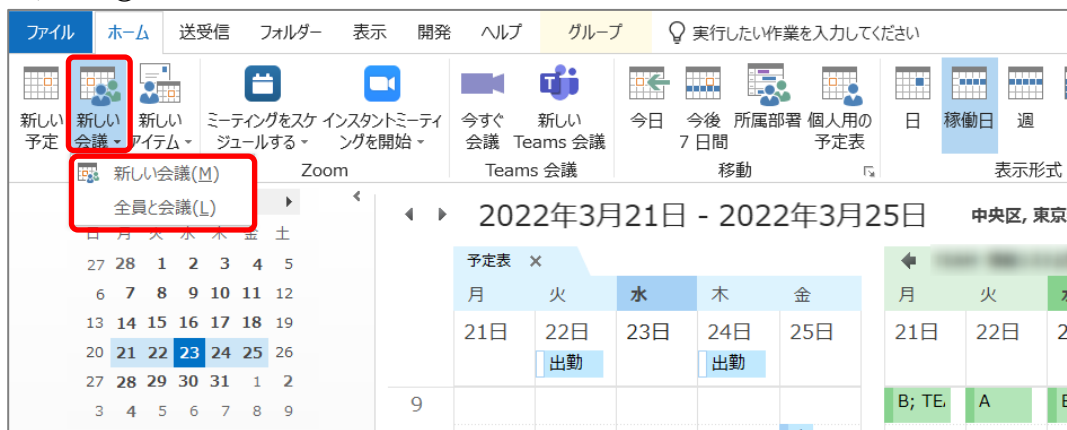 ファイル ホーム 送受信 フォルダー 表示 開発 ヘルプ グループ 実行したい作業を入力してください
新しい 新しい 新しい ミーティングをスケ インスタントミーティ 今すぐ 新しい 今日 今後 所属部署 個人用の 日 稼働日 週
予定 会議 アイテム ジュールする ングを開始 会議 Teams 会議 7 日間 予定表
Zoom Teams 会議 移動 表示形式
新しい会議(M)
全員と会議(L)
2022年3月21日 - 2022年3月25日 中央区, 東京
日 月 火 水 木 金 土
27 28 1 2 3 4 5
6 7 8 9 10 11 12
13 14 15 16 17 18 19
20 21 22 23 24 25 26
27 28 29 30 31 1 2
3 4 5 6 7 8 9
予定表 ×
月 火 水 木 金 月 火
21日 22日 23日 24日 25日 21日 22日 2
出勤 出勤
9
B; TE A